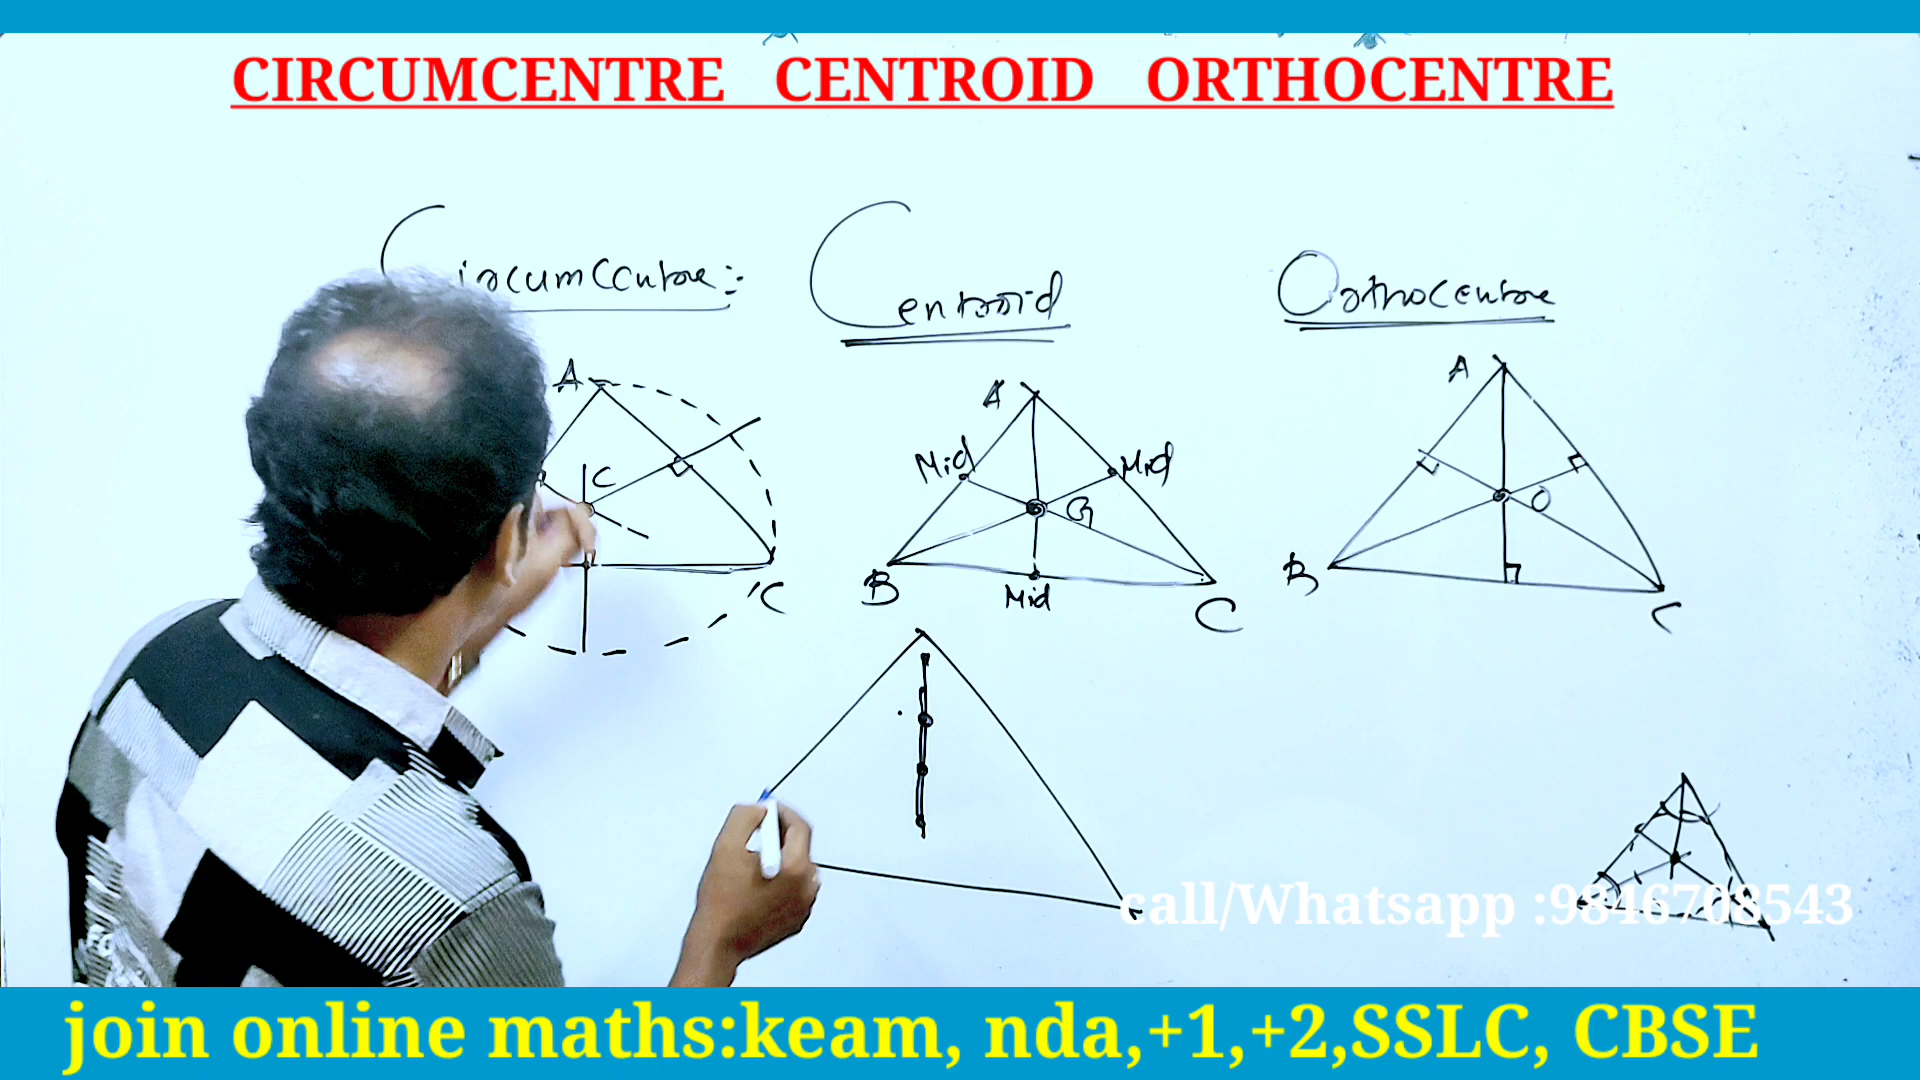 CIRCUMCENTRE CENTROID ORTHOCENTRE
Circumcentre:-
Centroid
Orthocentre
A
C
C
A
Mid
Mid
G
B
Mid
C
A
O
B
C
call/Whatsapp :9846708543
join online maths:keam, nda,+1,+2,SSLC, CBSE